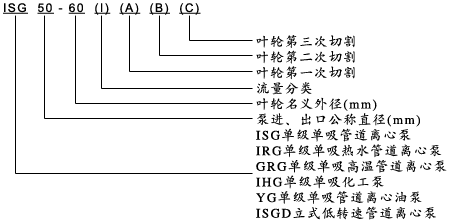 ISG 50-60 (I) (A) (B) (C)
叶轮第三次切割
叶轮第二次切割
叶轮第一次切割
流量分类
叶轮名义外径(mm)
泵进、出口公称直径(mm)
ISG单级单吸管道离心泵
IRG单级单吸热水管道离心泵
GRG单级单吸高温管道离心泵
IHG单级单吸化工泵
YG单级单吸管道离心油泵
ISGD立式低转速管道离心泵